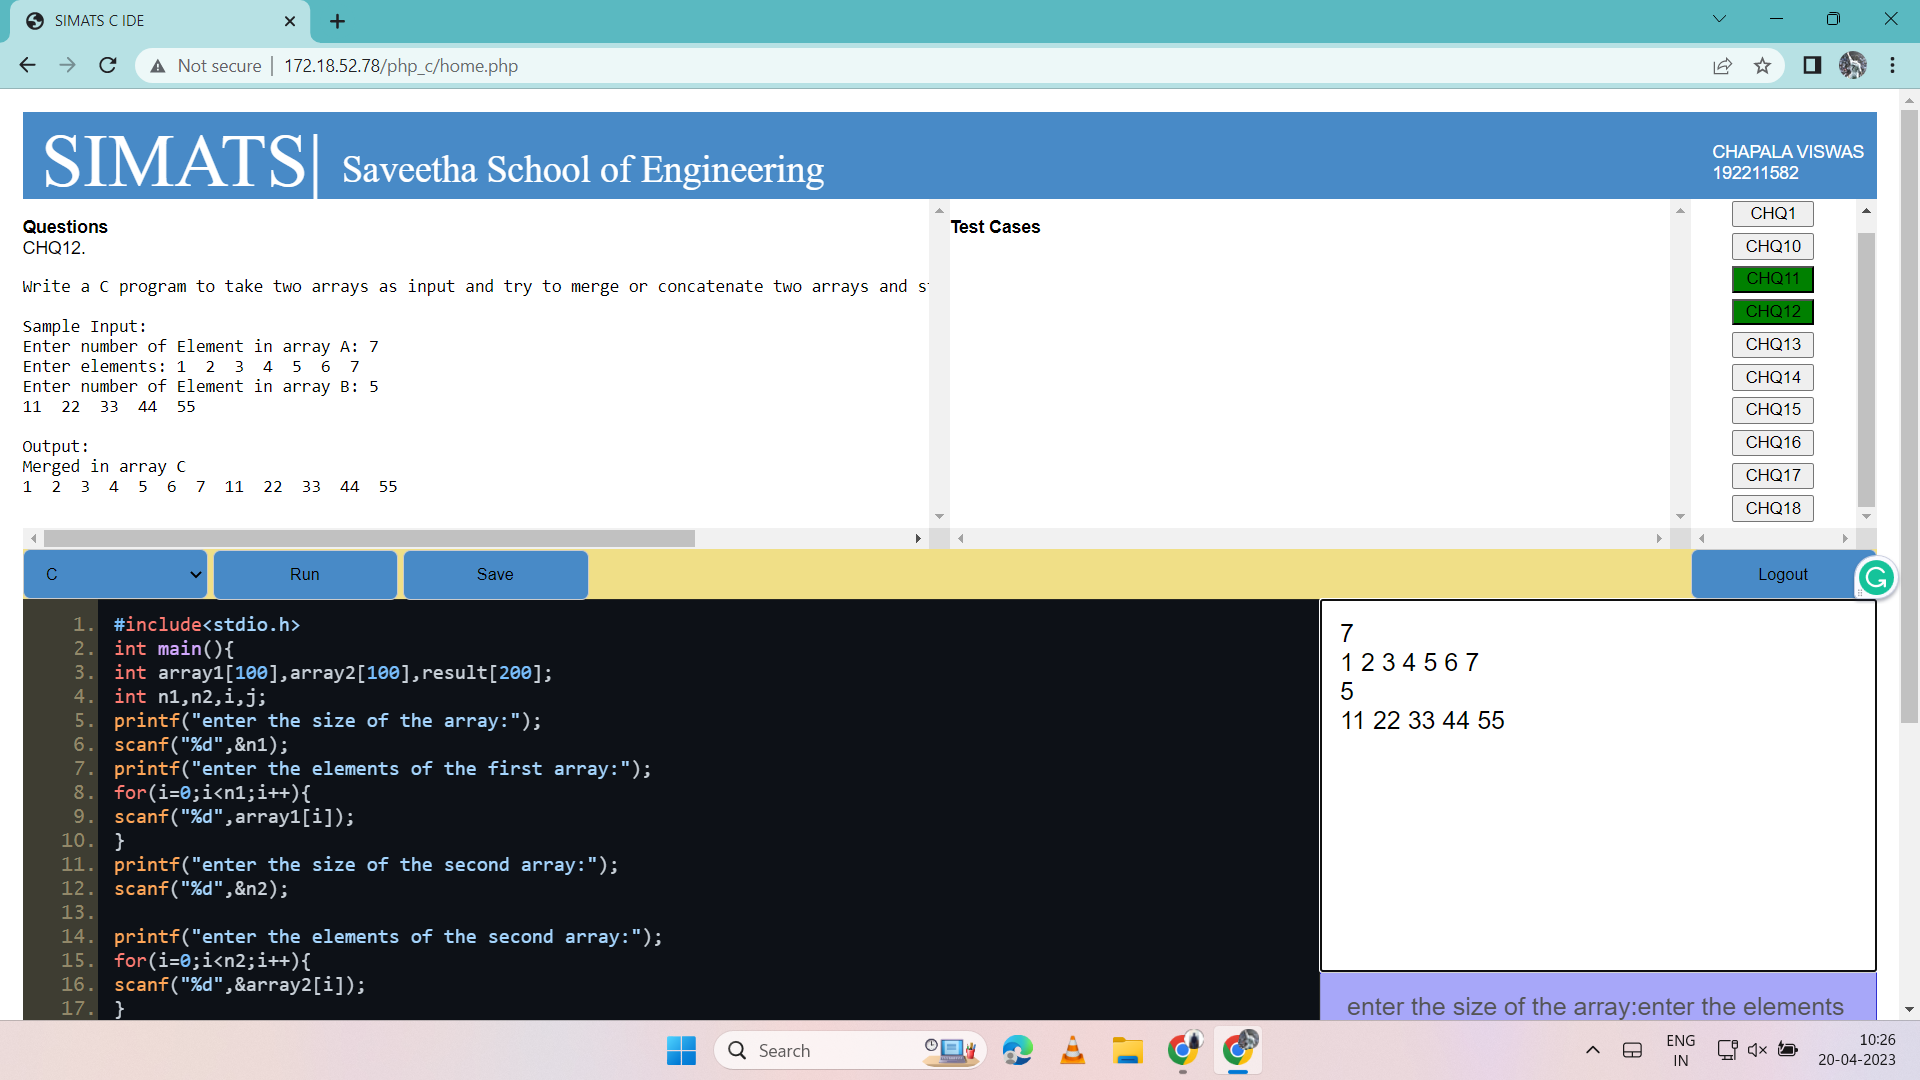 SIMATS C IDE
Not secure | 172.18.52.78/php_c/home.php
SIMATS| Saveetha School of Engineering
CHAPALA VISWAS
192211582
Questions
CHQ12.
Write a C program to take two arrays as input and try to merge or concatenate two arrays and
Sample Input:
Enter number of Element in array A: 7
Enter elements: 1 2 3 4 5 6 7
Enter number of Element in array B: 5
11 22 33 44 55
Output:
Merged in array C
1 2 3 4 5 6 7 11 22 33 44 55
Test Cases
CHQ1
CHQ10
CHQ11
CHQ12
CHQ13
CHQ14
CHQ15
CHQ16
CHQ17
CHQ18
C
Run
Save
Logout
1. #include<stdio.h>
2. int main(){
3. int array1[100],array2[100],result[200];
4. int n1,n2,i,j;
5. printf("enter the size of the array:");
6. scanf("%d",&n1);
7. printf("enter the elements of the first array:");
8. for(i=0;i<n1;i++){
9. scanf("%d",array1[i]);
10. }
11. printf("enter the size of the second array:");
12. scanf("%d",&n2);
13.
14. printf("enter the elements of the second array:");
15. for(i=0;i<n2;i++){
16. scanf("%d",&array2[i]);
17. }
7
1 2 3 4 5 6 7
5
11 22 33 44 55
enter the size of the array:enter the elements
Search
ENG
IN
10:26
20-04-2023